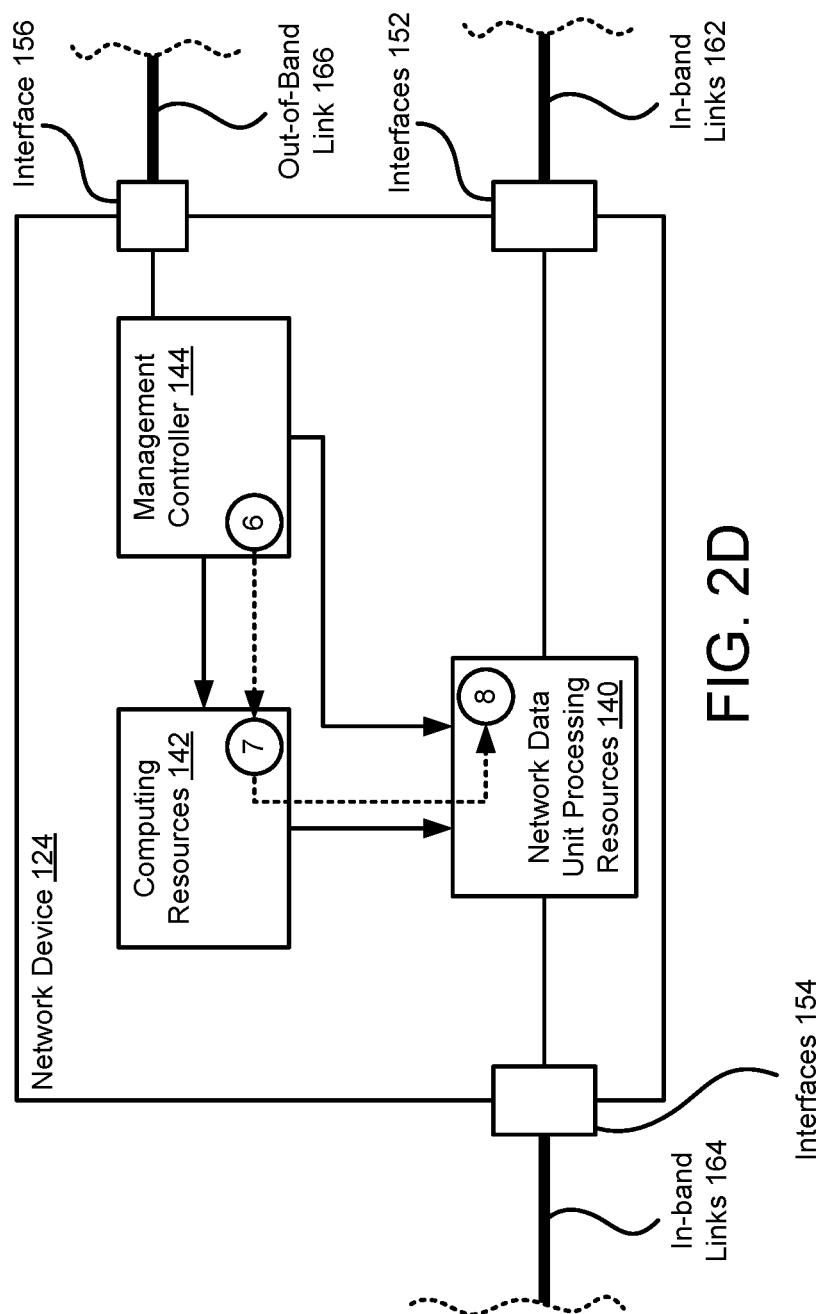 Network Device 124
Computing
Resources 142
7
Management
Controller 144
6
Interface 156
Out-of-Band
Link 166
Network Data
Unit Processing
Resources 140
8
Interfaces 152
In-band
Links 162
In-band
Links 164
Interfaces 154
FIG. 2D